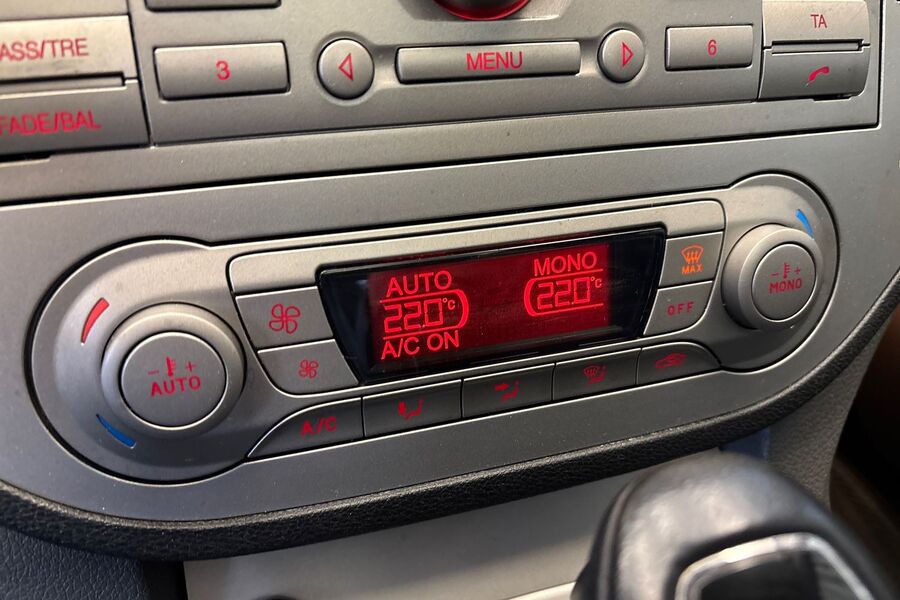 ASS/TRE
3
MENU
6
TA
FADE/BAL
AUTO
22.0°C
A/C ON
MONO
22.0°C
MAX
OFF
- +
AUTO
- +
MONO
A/C